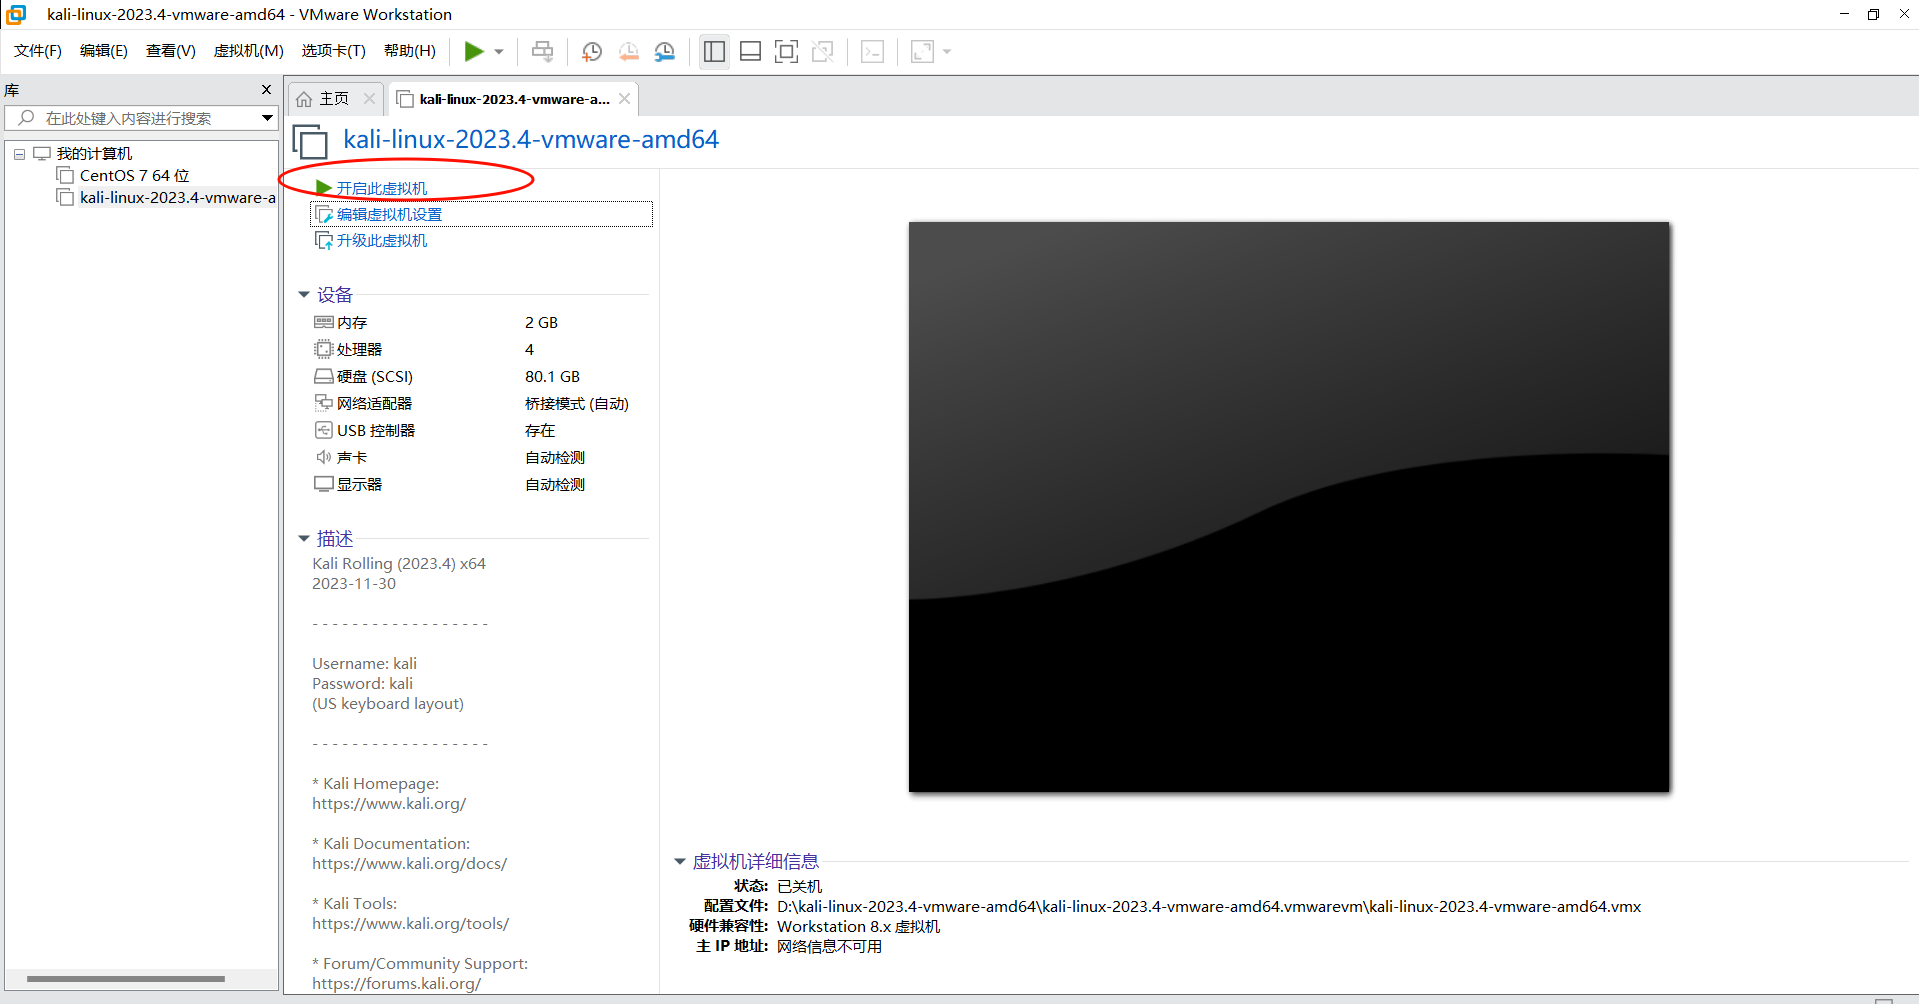 kali-linux-2023.4-vmware-amd64 - VMware Workstation
文件(F) 编辑(E) 查看(V) 虚拟机(M) 选项卡(T) 帮助(H)
库
在此处键入内容进行搜索
我的计算机
CentOS 7 64 位
kali-linux-2023.4-vmware-a
主页
kali-linux-2023.4-vmware-a...
kali-linux-2023.4-vmware-amd64
开启此虚拟机
编辑虚拟机设置
升级此虚拟机
设备
内存 2 GB
处理器 4
硬盘 (SCSI) 80.1 GB
网络适配器 桥接模式 (自动)
USB 控制器 存在
声卡 自动检测
显示器 自动检测
描述
Kali Rolling (2023.4) x64
2023-11-30
- - - - - - - - - - - - - - - - - -
Username: kali
Password: kali
(US keyboard layout)
- - - - - - - - - - - - - - - - - -
* Kali Homepage:
https://www.kali.org/
* Kali Documentation:
https://www.kali.org/docs/
* Kali Tools:
https://www.kali.org/tools/
* Forum/Community Support:
https://forums.kali.org/
虚拟机详细信息
状态: 已关机
配置文件: D:\kali-linux-2023.4-vmware-amd64\kali-linux-2023.4-vmware-amd64.vmwarevm\kali-linux-2023.4-vmware-amd64.vmx
硬件兼容性: Workstation 8.x 虚拟机
主 IP 地址: 网络信息不可用